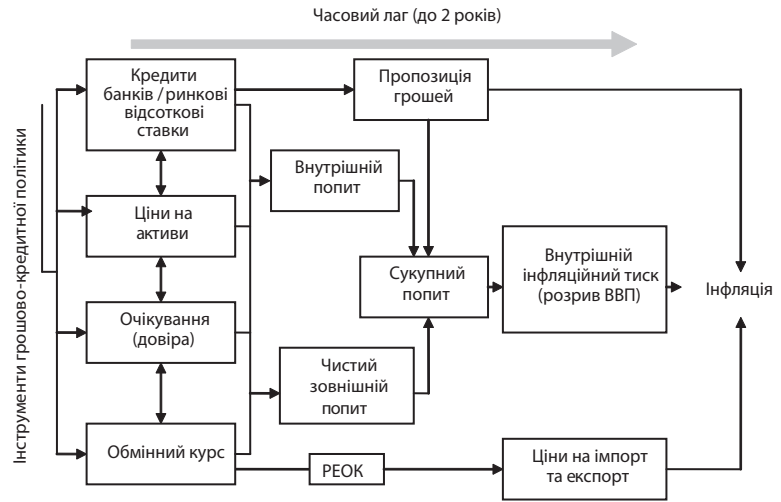 Часовий лаг (до 2 років)
Інструменти грошово-кредитної політики
Кредити
банків / ринкові
відсоткові
ставки
Пропозиція
грошей
Внутрішній
попит
Ціни на
активи
Сукупний
попит
Внутрішній
інфляційний тиск
(розрив ВВП)
Інфляція
Очікування
(довіра)
Чистий
зовнішній
попит
Обмінний курс
РЕОК
Ціни на імпорт
та експорт